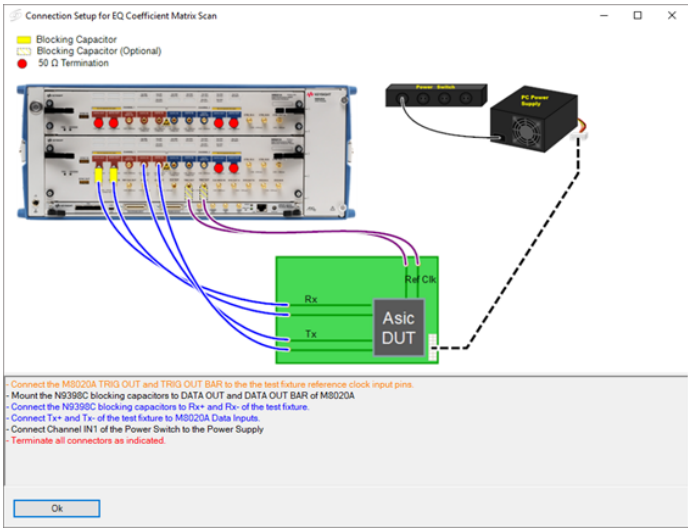 Connection Setup for EQ Coefficient Matrix Scan
Blocking Capacitor
Blocking Capacitor (Optional)
50 Ω Termination
Power Switch
PC Power
Supply
KEYSIGHT
Ref Clk
Rx
Tx
Asic
DUT
- Connect the M8020A TRIG OUT and TRIG OUT BAR to the the test fixture reference clock input pins.
- Mount the N9398C blocking capacitors to DATA OUT and DATA OUT BAR of M8020A
- Connect the N9398C blocking capacitors to Rx+ and Rx- of the test fixture.
- Connect Tx+ and Tx- of the test fixture to M8020A Data Inputs.
- Connect Channel IN1 of the Power Switch to the Power Supply
- Terminate all connectors as indicated.
Ok